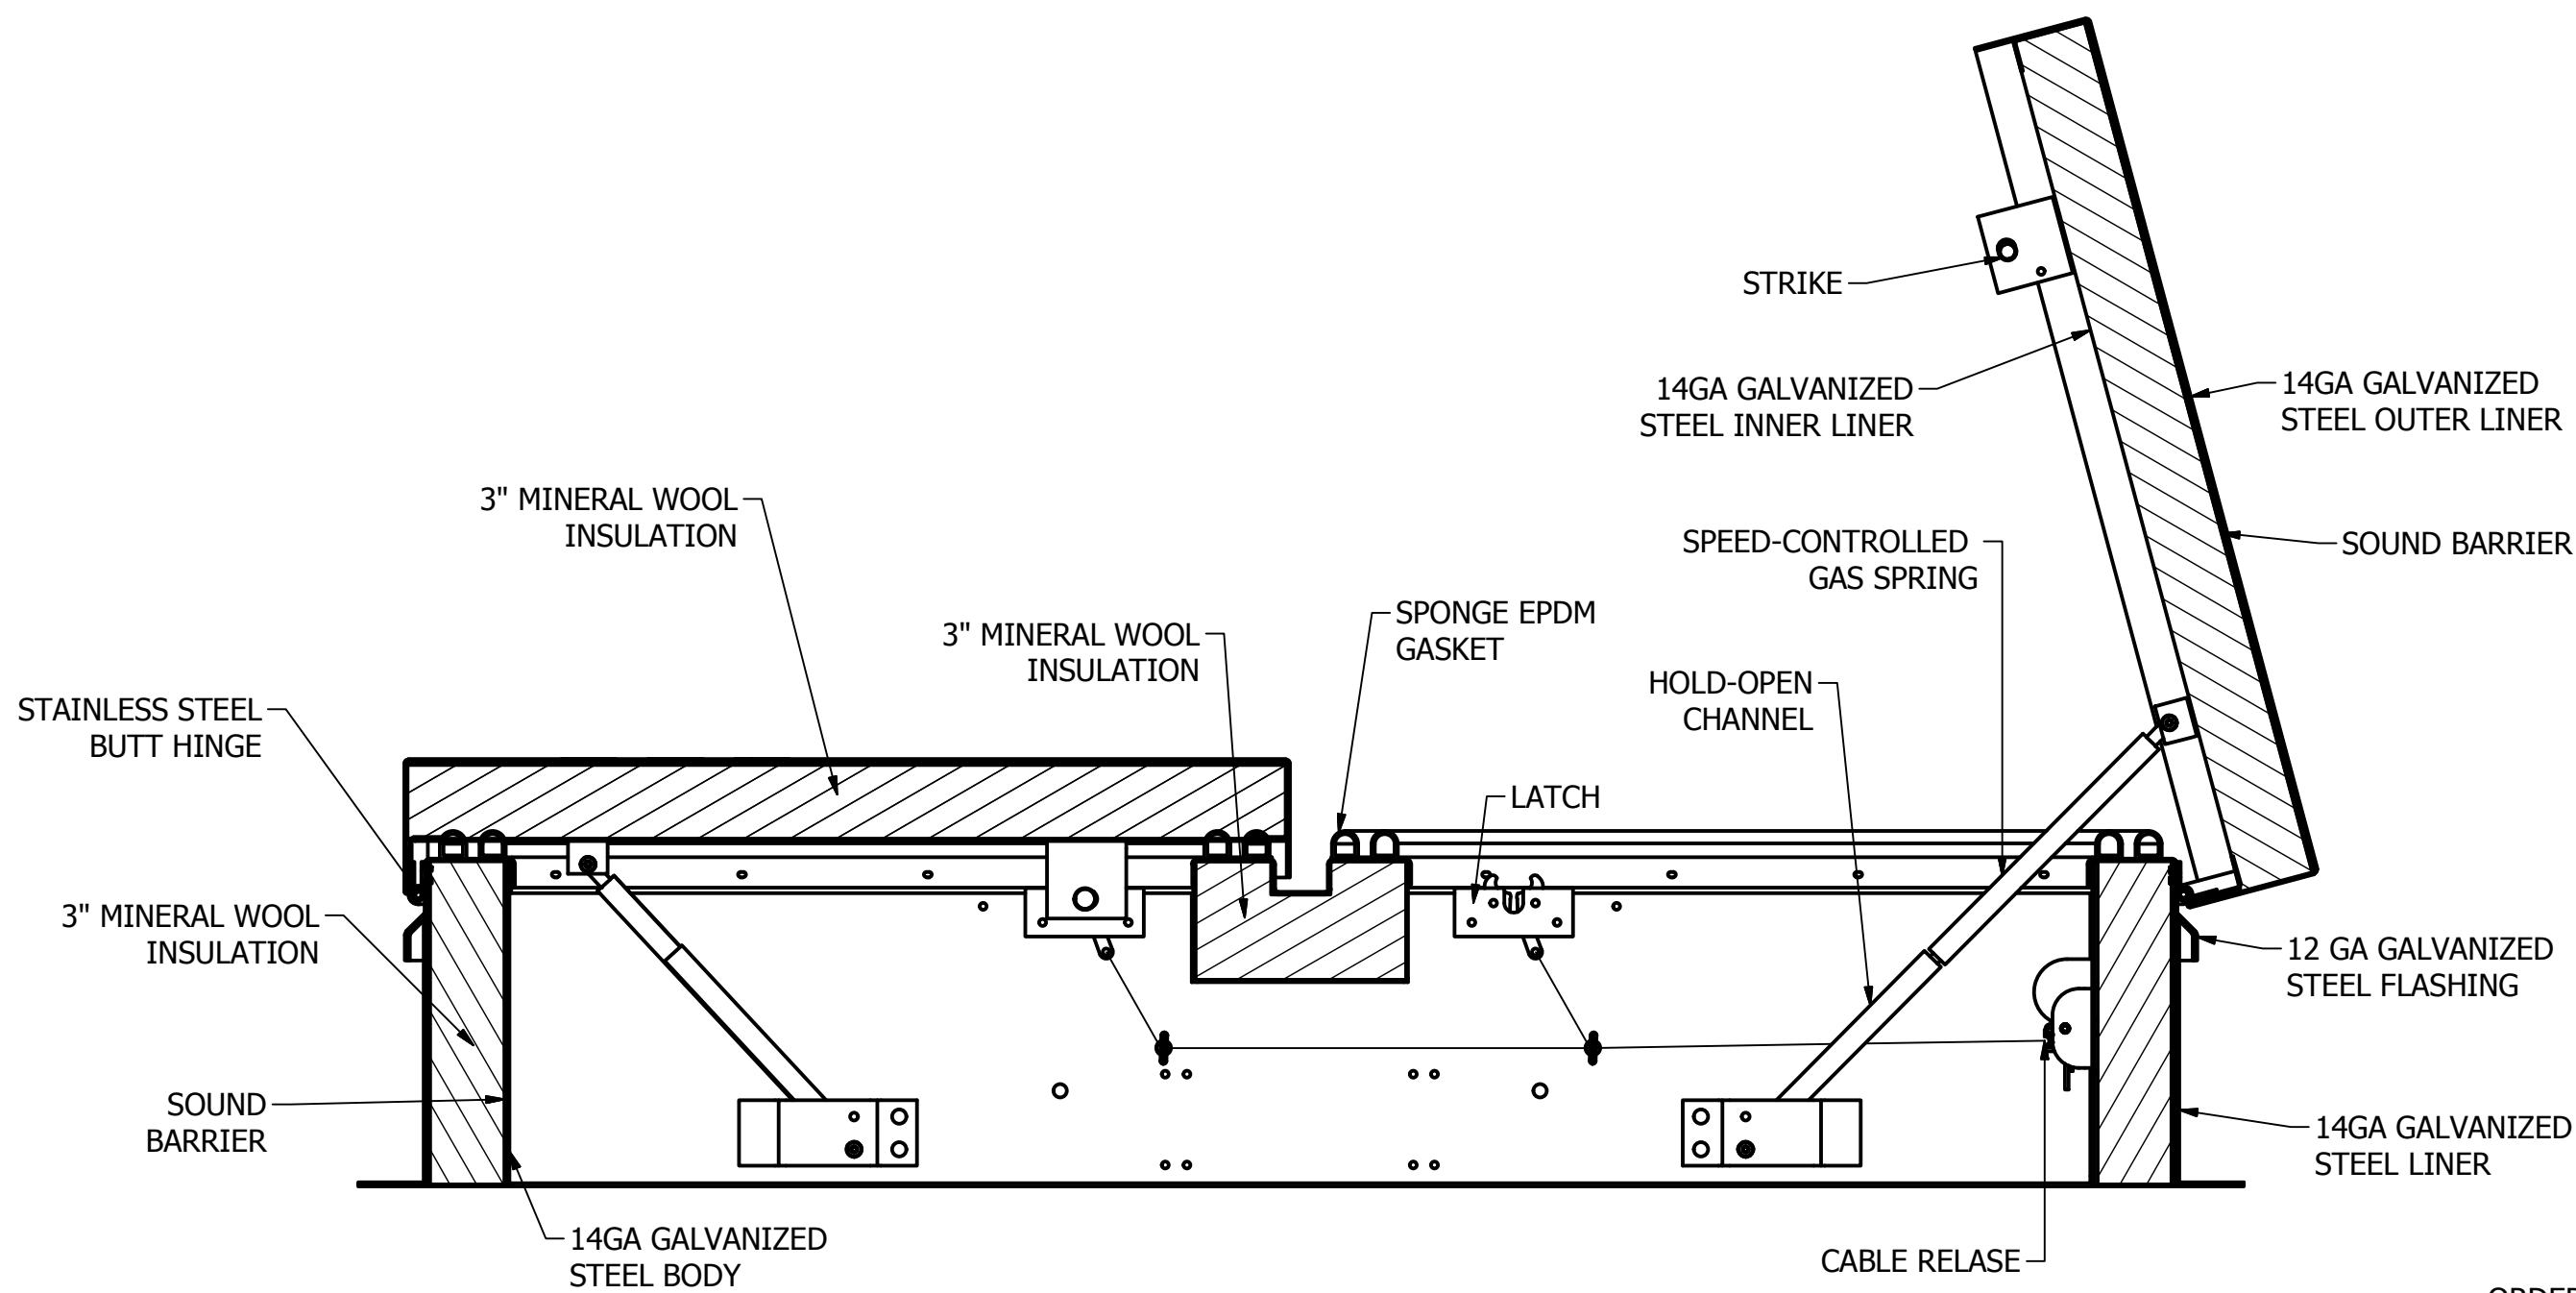 STRIKE
14GA GALVANIZED
STEEL INNER LINER
14GA GALVANIZED
STEEL OUTER LINER
3" MINERAL WOOL
INSULATION
SPEED-CONTROLLED
GAS SPRING
SOUND BARRIER
SPONGE EPDM
GASKET
3" MINERAL WOOL
INSULATION
HOLD-OPEN
CHANNEL
STAINLESS STEEL
BUTT HINGE
LATCH
3" MINERAL WOOL
INSULATION
12 GA GALVANIZED
STEEL FLASHING
SOUND
BARRIER
14GA GALVANIZED
STEEL LINER
14GA GALVANIZED
STEEL BODY
CABLE RELASE